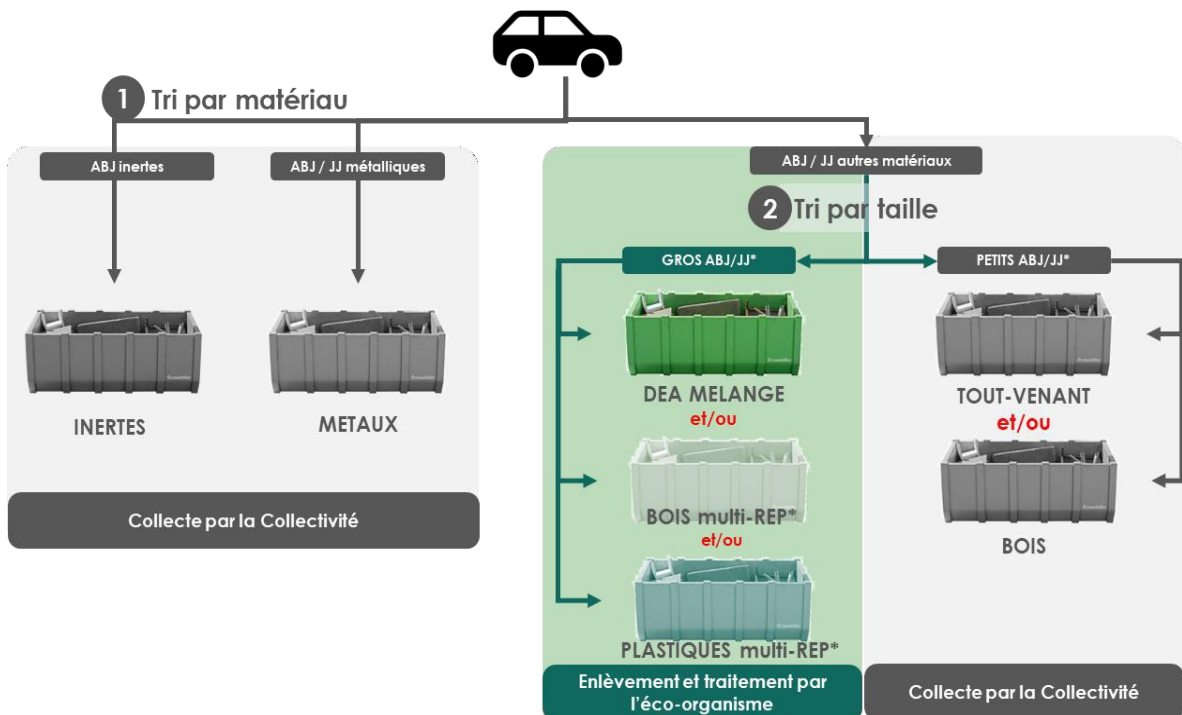 1 Tri par matériau
ABJ inertes
ABJ / JJ métalliques
ABJ / JJ autres matériaux
2 Tri par taille
GROS ABJ/JJ*
PETITS ABJ/JJ*
INERTES
METAUX
Collecte par la Collectivité
DEA MELANGE
et/ou
BOIS multi-REP*
et/ou
PLASTIQUES multi-REP*
Enlèvement et traitement par
l'éco-organisme
TOUT-VENANT
et/ou
BOIS
Collecte par la Collectivité